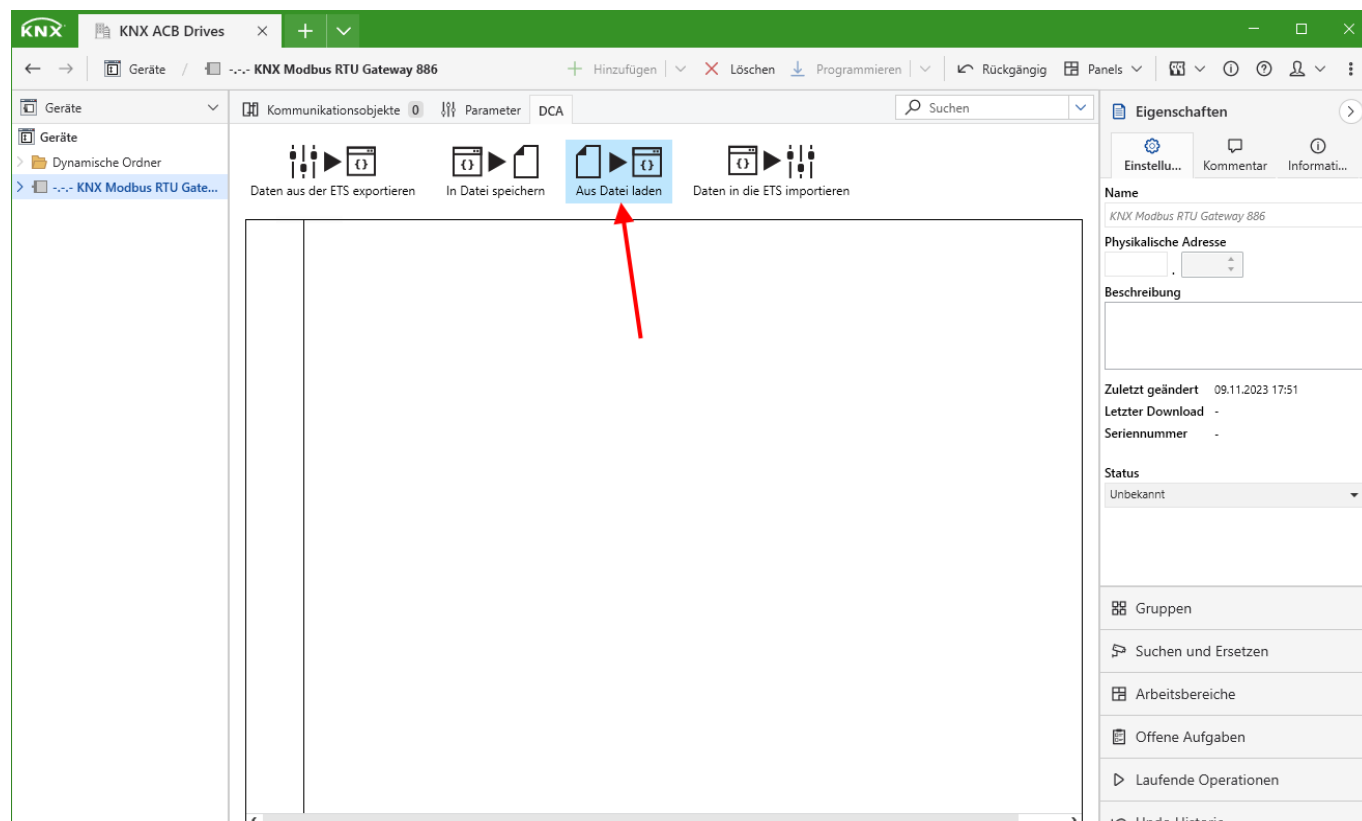 KNX KNX ACB Drives
Geräte / -.-.- KNX Modbus RTU Gateway 886 Hinzufügen Löschen Programmieren Rückgängig Panels
Geräte
Geräte
Dynamische Ordner
-.-.- KNX Modbus RTU Gate...
Kommunikationsobjekte 0 Parameter DCA Suchen
Daten aus der ETS exportieren In Datei speichern Aus Datei laden Daten in die ETS importieren
Eigenschaften
Einstellu... Kommentar Informati...
Name
KNX Modbus RTU Gateway 886
Physikalische Adresse
.
Beschreibung
Zuletzt geändert 09.11.2023 17:51
Letzter Download -
Seriennummer -
Status
Unbekannt
Gruppen
Suchen und Ersetzen
Arbeitsbereiche
Offene Aufgaben
Laufende Operationen
Undo Historie